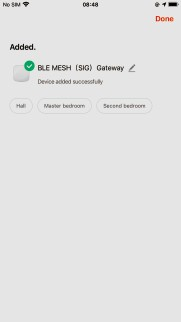 No SIM 08:48
Done
Added.
BLE MESH（SIG）Gateway
Device added successfully
Hall Master bedroom Second bedroom